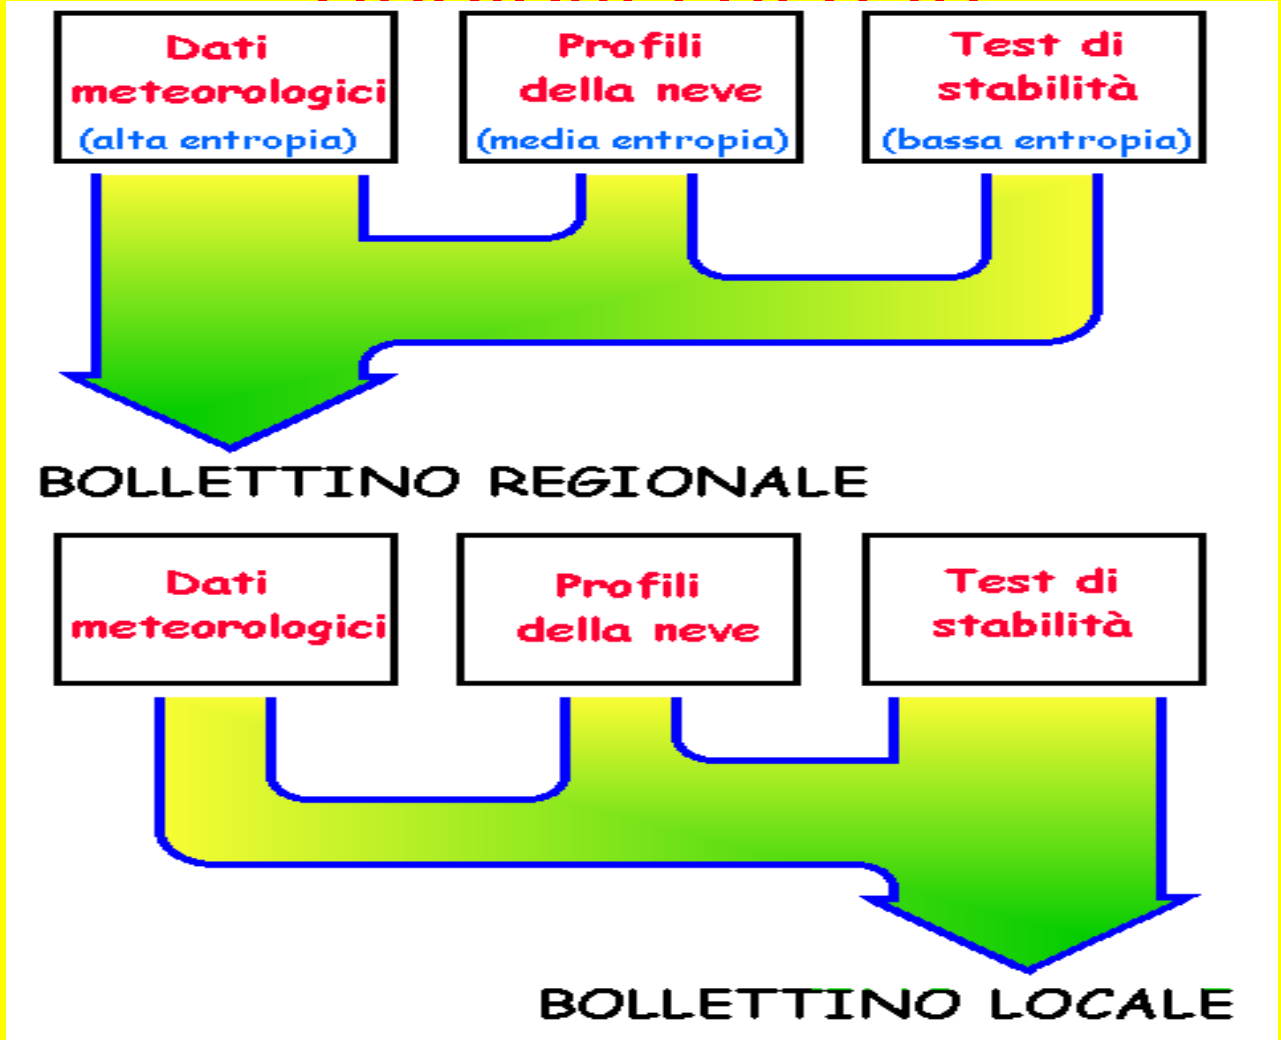 Dati
meteorologici
(alta entropia)
Profili
della neve
(media entropia)
Test di
stabilità
(bassa entropia)
BOLLETTINO REGIONALE
Dati
meteorologici
Profili
della neve
Test di
stabilità
BOLLETTINO LOCALE